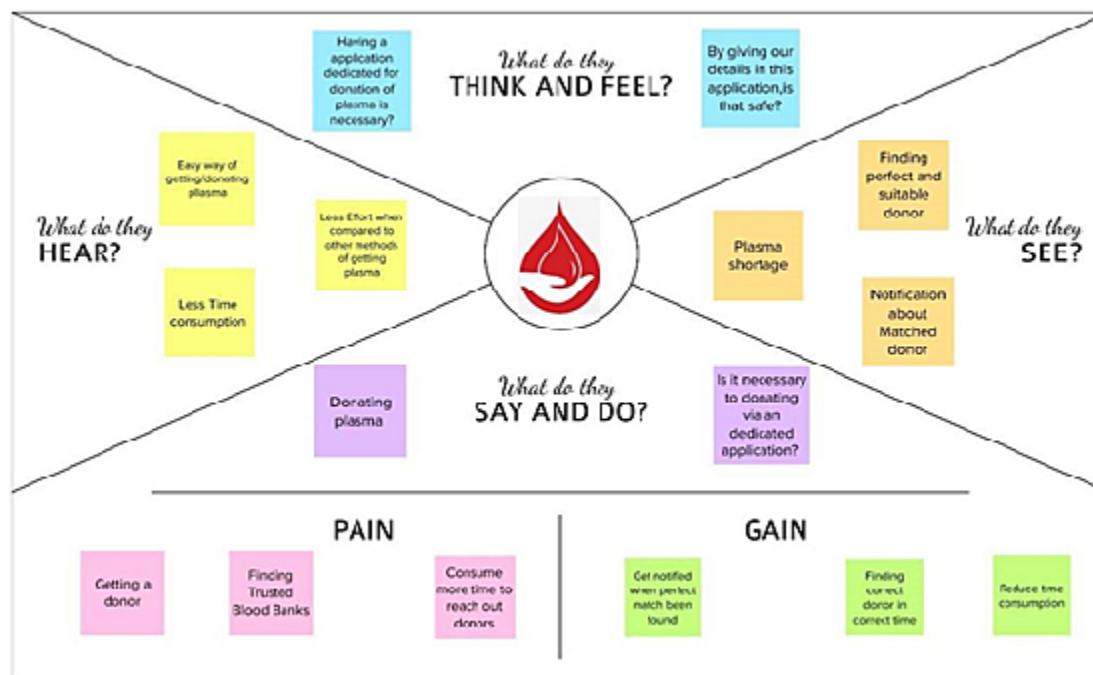 What do they
THINK AND FEEL?
Having a
application
dedicated for
donation of
plasma is
necessary?
By giving our
details in this
application,is
that safe?
What do they
HEAR?
Easy way of
getting/donating
plasma
Less Effort when
compared to
other methods
of getting
plasma
Less Time
consumption
What do they
SEE?
Finding
perfect and
suitable
donor
Plasma
shortage
Notification
about
Matched
donor
What do they
SAY AND DO?
Donating
plasma
Is it necessary
to donating
via an
dedicated
application?
PAIN
Getting a
donor
Finding
Trusted
Blood Banks
Consume
more time to
reach out
donors
GAIN
Get notified
when perfect
match been
found
Finding
correct
donor in
correct time
Reduce time
consumption